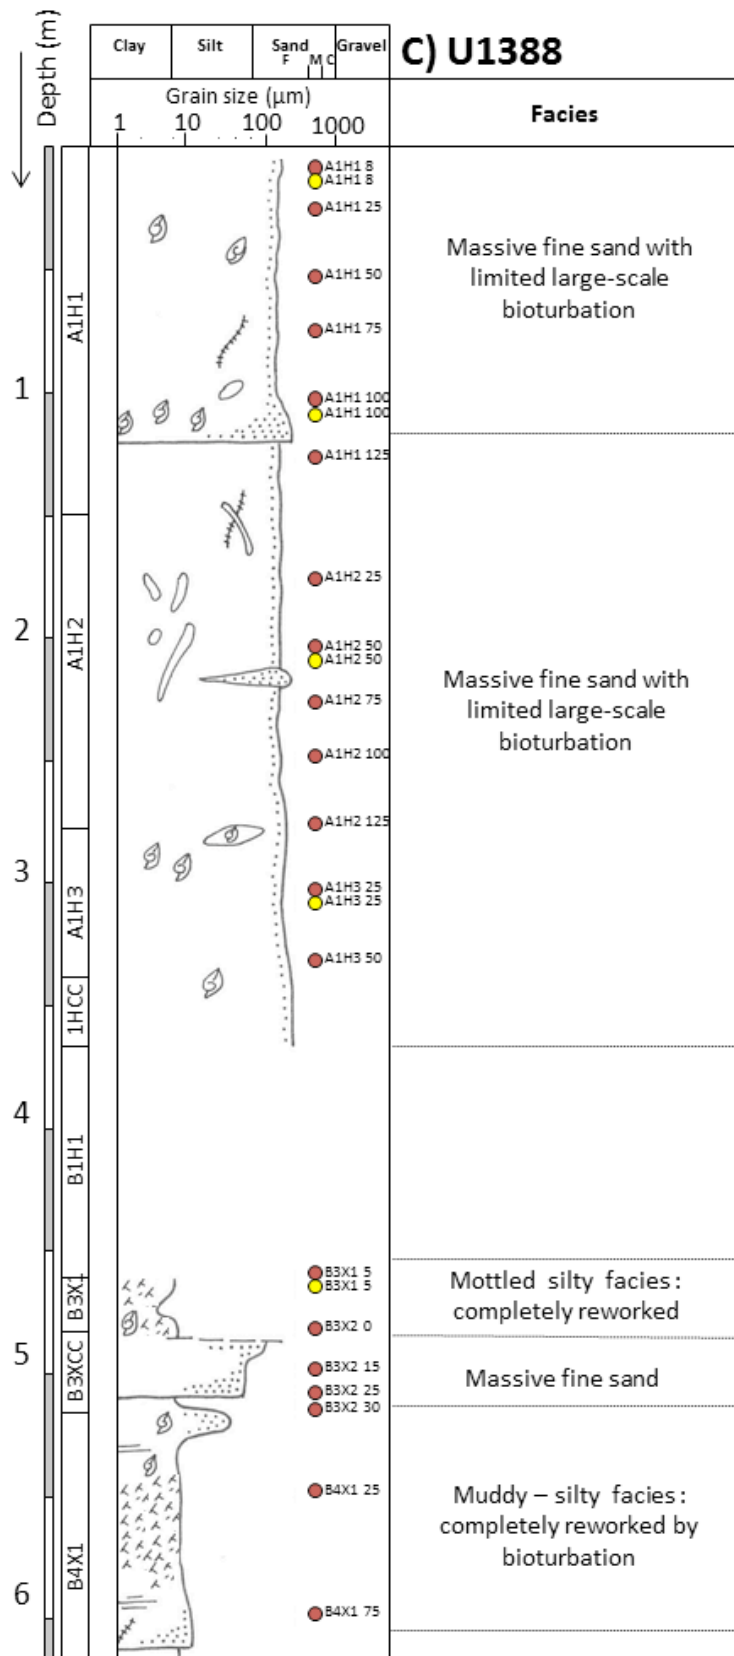 Depth (m)
Clay
Silt
Sand
F
M C
Gravel
C) U1388
Grain size (µm)
1
10
100
1000
Facies
A1H1 8
A1H1 8
A1H1 25
Massive fine sand with
limited large-scale
bioturbation
A1H1 50
A1H1
A1H1 75
1
A1H1 100
A1H1 100
A1H1 125
A1H2 25
2
A1H2
A1H2 50
A1H2 50
A1H2 75
Massive fine sand with
limited large-scale
bioturbation
A1H2 100
A1H2 125
3
A1H3
A1H3 25
A1H3 25
A1H3 50
1HCC
4
B1H1
B3X1
B3X1 5
B3X1 5
Mottled silty facies:
completely reworked
B3X2 0
5
B3XCC
B3X2 15
Massive fine sand
B3X2 25
B3X2 30
B4X1 25
Muddy – silty facies:
completely reworked by
bioturbation
B4X1
6
B4X1 75